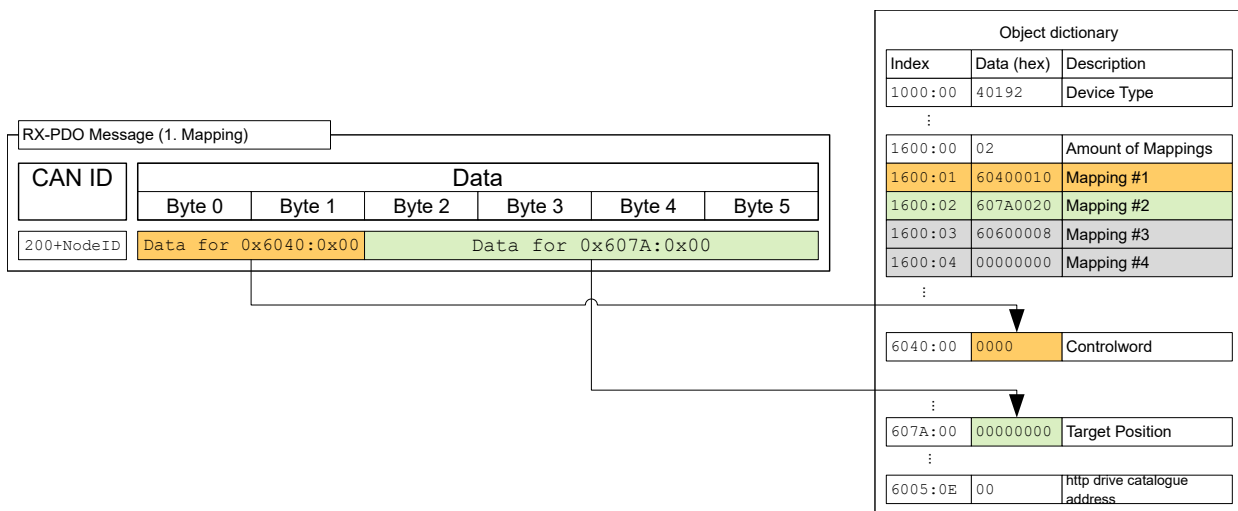 Object dictionary
Index Data (hex) Description
1000:00 40192 Device Type
⋮
RX-PDO Message (1. Mapping)
1600:00 02 Amount of Mappings
CAN ID Data
1600:01 60400010 Mapping #1
Byte 0 Byte 1 Byte 2 Byte 3 Byte 4 Byte 5
1600:02 607A0020 Mapping #2
200+NodeID Data for 0x6040:0x00 Data for 0x607A:0x00
1600:03 60600008 Mapping #3
1600:04 00000000 Mapping #4
⋮
6040:00 0000 Controlword
⋮
607A:00 00000000 Target Position
⋮
6005:0E 00 http drive catalogue
address